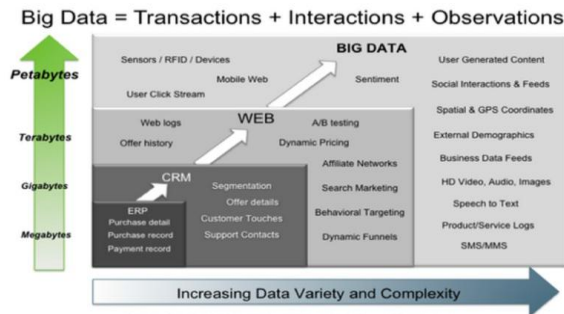 Big Data = Transactions + Interactions + Observations
BIG DATA
Sensors / RFID / Devices
Mobile Web
User Click Stream
Sentiment
User Generated Content
Social Interactions & Feeds
Spatial & GPS Coordinates
External Demographics
Business Data Feeds
HD Video, Audio, Images
Speech to Text
Product/Service Logs
SMS/MMS
WEB
Web logs
Offer history
A/B testing
Dynamic Pricing
Affiliate Networks
Search Marketing
Behavioral Targeting
Dynamic Funnels
CRM
Segmentation
Offer details
Customer Touches
Support Contacts
ERP
Purchase detail
Purchase record
Payment record
Petabytes
Terabytes
Gigabytes
Megabytes
Increasing Data Variety and Complexity